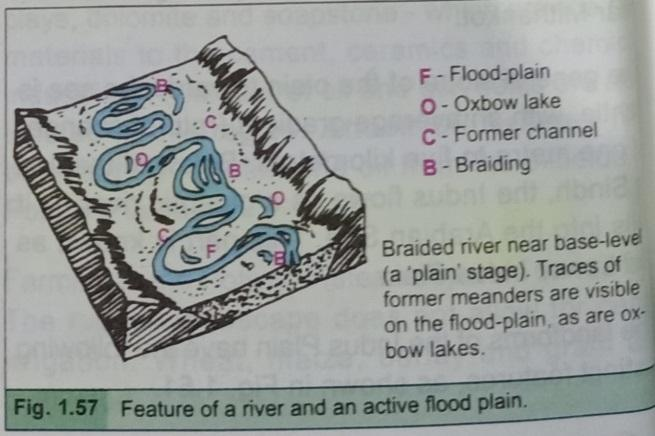 B
C
O
B
O
C
F
B
F - Flood-plain
O - Oxbow lake
C - Former channel
B - Braiding
Braided river near base-level
(a 'plain' stage). Traces of
former meanders are visible
on the flood-plain, as are ox-
bow lakes.
Fig. 1.57 Feature of a river and an active flood plain.